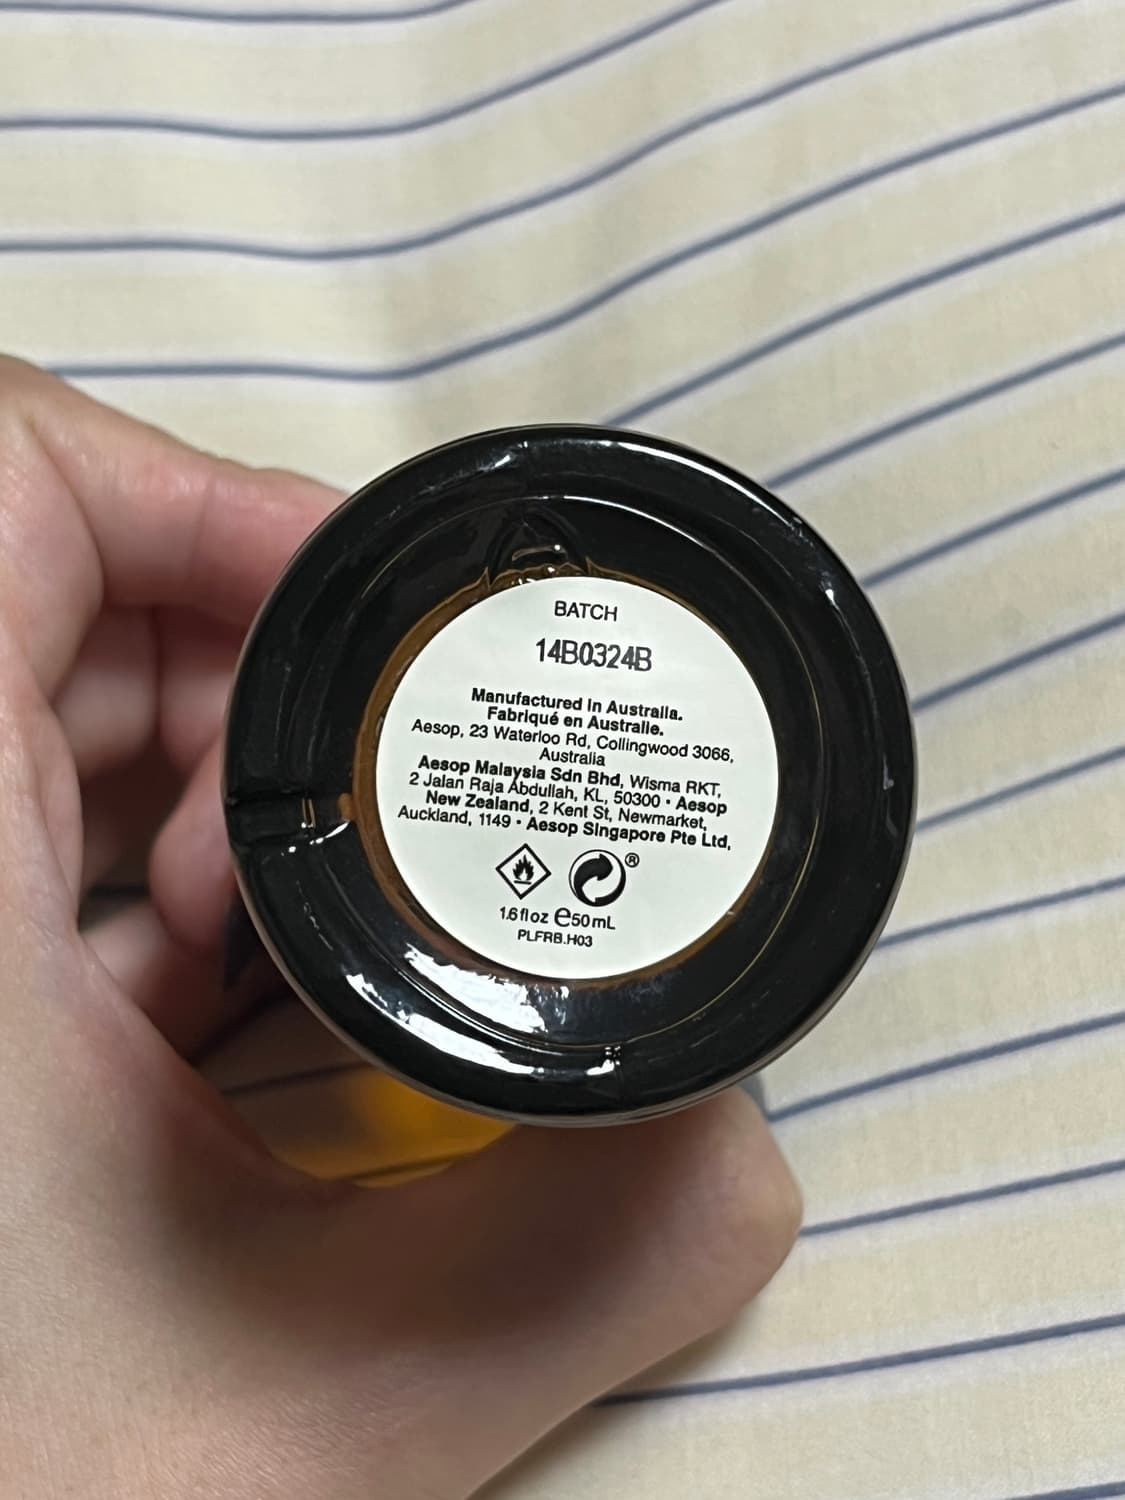 BATCH
14B0324B
Manufactured in Australia.
Fabriqué en Australie.
Aesop, 23 Waterloo Rd, Collingwood 3066,
Australia
Aesop Malaysia Sdn Bhd, Wisma RKT,
2 Jalan Raja Abdullah, KL, 50300 • Aesop
New Zealand, 2 Kent St, Newmarket,
Auckland, 1149 • Aesop Singapore Pte Ltd,
®
1.6 fl oz ℮50 mL
PLFRB.H03